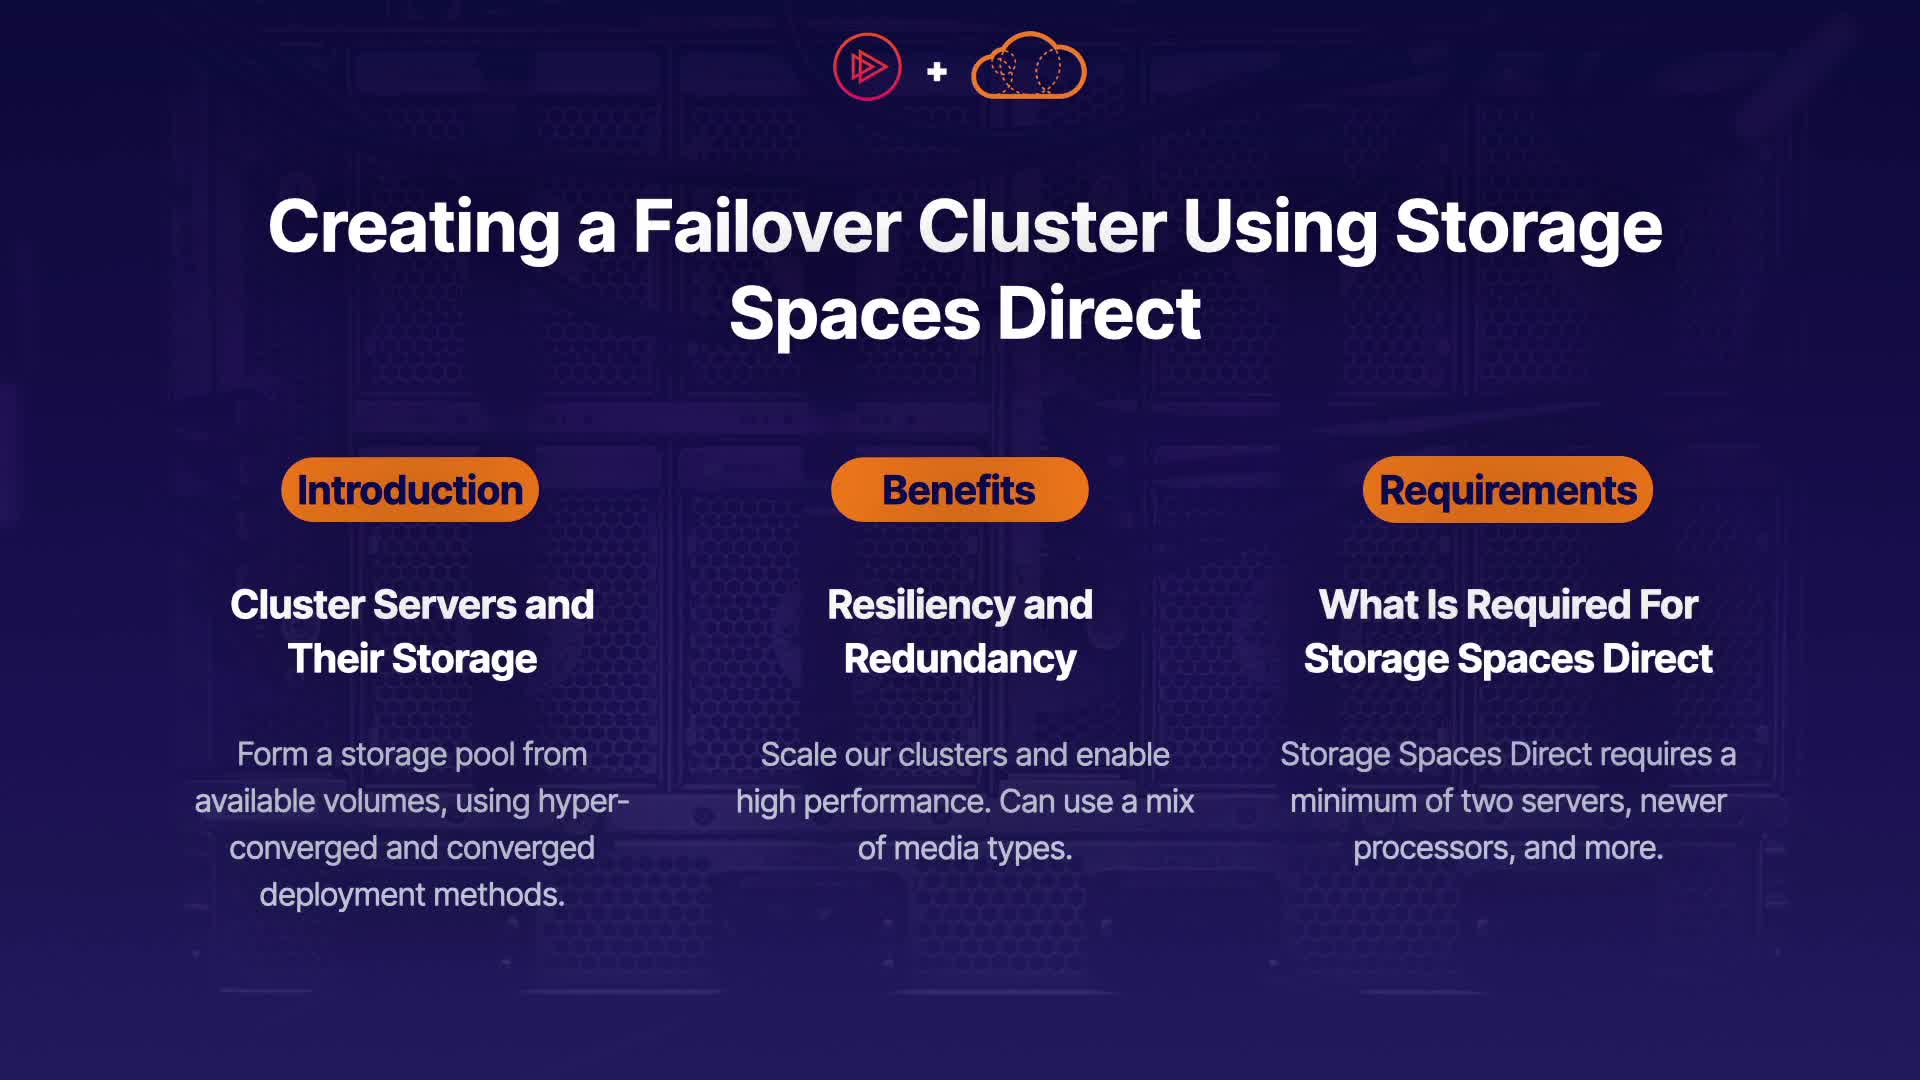 Creating a Failover Cluster Using Storage
Spaces Direct
Introduction
Cluster Servers and
Their Storage
Form a storage pool from
available volumes, using hyper-
converged and converged
deployment methods.
Benefits
Resiliency and
Redundancy
Scale our clusters and enable
high performance. Can use a mix
of media types.
Requirements
What Is Required For
Storage Spaces Direct
Storage Spaces Direct requires a
minimum of two servers, newer
processors, and more.